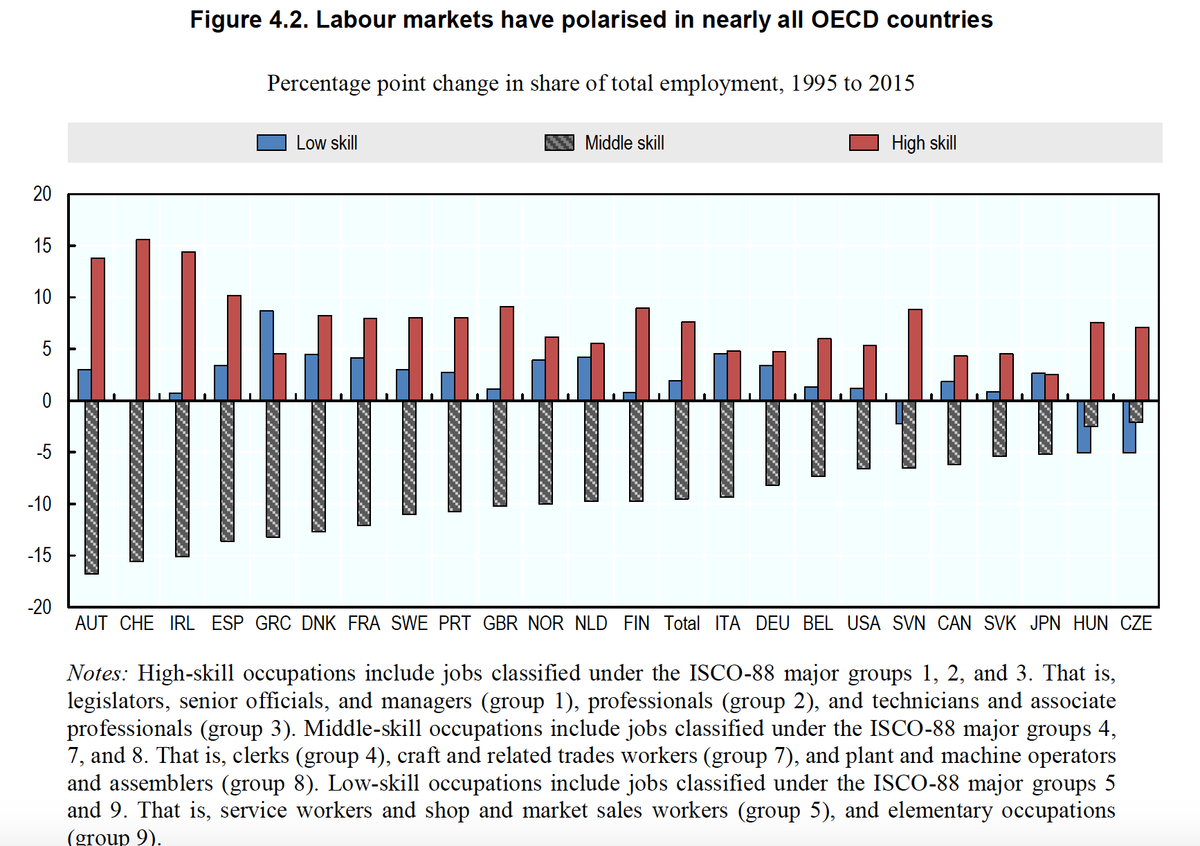 Figure 4.2. Labour markets have polarised in nearly all OECD countries
Percentage point change in share of total employment, 1995 to 2015
Low skill Middle skill High skill
20
15
10
5
0
-5
-10
-15
-20
AUT CHE IRL ESP GRC DNK FRA SWE PRT GBR NOR NLD FIN Total ITA DEU BEL USA SVN CAN SVK JPN HUN CZE
Notes: High-skill occupations include jobs classified under the ISCO-88 major groups 1, 2, and 3. That is,
legislators, senior officials, and managers (group 1), professionals (group 2), and technicians and associate
professionals (group 3). Middle-skill occupations include jobs classified under the ISCO-88 major groups 4,
7, and 8. That is, clerks (group 4), craft and related trades workers (group 7), and plant and machine operators
and assemblers (group 8). Low-skill occupations include jobs classified under the ISCO-88 major groups 5
and 9. That is, service workers and shop and market sales workers (group 5), and elementary occupations
(group 9).